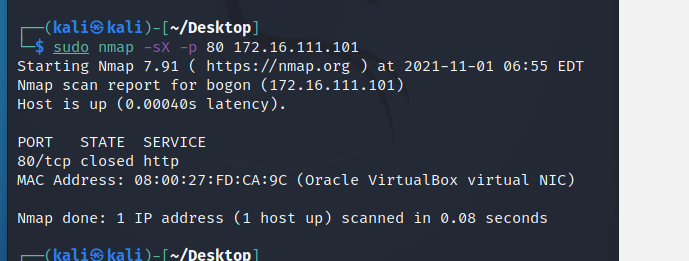 ┌──(kali㉿kali)-[~/Desktop]
└─$ sudo nmap -sX -p 80 172.16.111.101
Starting Nmap 7.91 ( https://nmap.org ) at 2021-11-01 06:55 EDT
Nmap scan report for bogon (172.16.111.101)
Host is up (0.00040s latency).
PORT   STATE  SERVICE
80/tcp closed http
MAC Address: 08:00:27:FD:CA:9C (Oracle VirtualBox virtual NIC)
Nmap done: 1 IP address (1 host up) scanned in 0.08 seconds
┌──(kali㉿kali)-[~/Desktop]